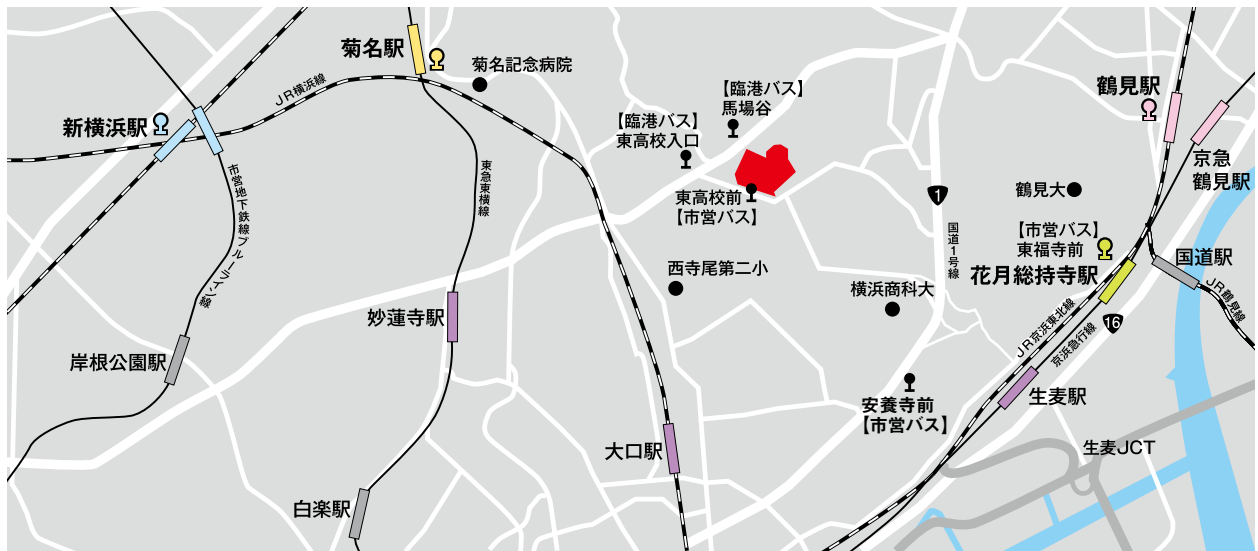 菊名駅
菊名記念病院
JR横浜線
新横浜駅
市営地下鉄線ブルーライン線
東急東横線
【臨港バス】
馬場谷
【臨港バス】
東高校入口
東高校前
【市営バス】
鶴見駅
京急
鶴見駅
鶴見大
1
国道1号線
【市営バス】
東福寺前
花月総持寺駅
国道駅
JR鶴見線
西寺尾第二小
横浜商科大
妙蓮寺駅
岸根公園駅
JR京浜東北線
京浜急行線
16
生麦駅
安養寺前
【市営バス】
大口駅
生麦JCT
白楽駅